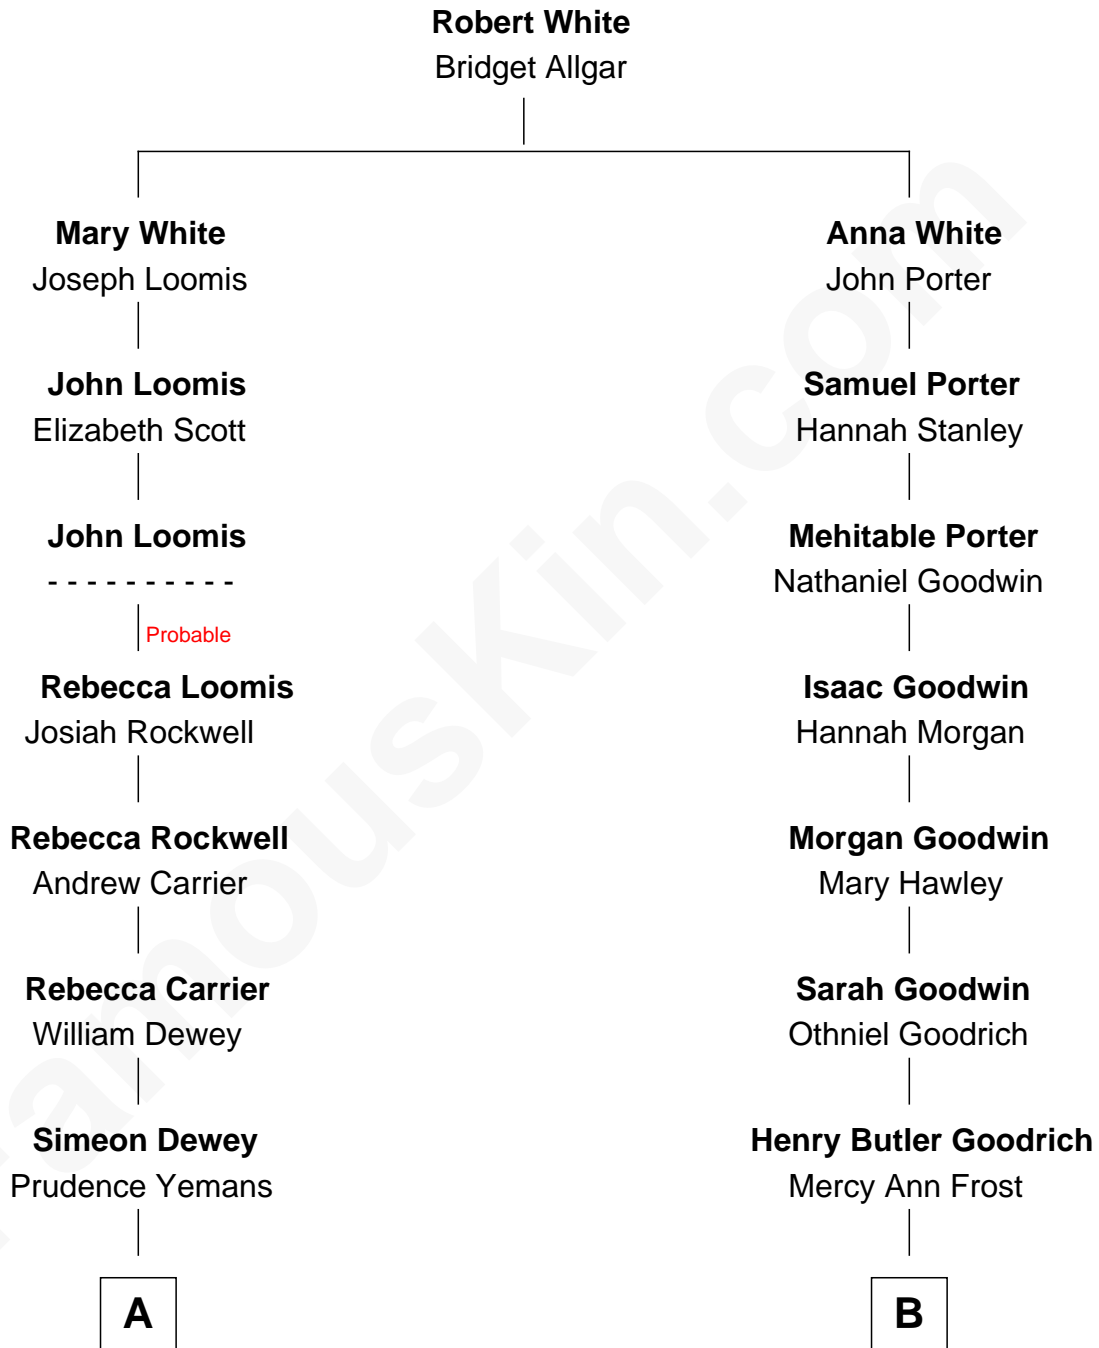 Robert White
Bridget Allgar
Mary White
Joseph Loomis
John Loomis
Elizabeth Scott
John Loomis
- - - - - - - - - -
Probable
Rebecca Loomis
Josiah Rockwell
Rebecca Rockwell
Andrew Carrier
Rebecca Carrier
William Dewey
Simeon Dewey
Prudence Yemans
A
Anna White
John Porter
Samuel Porter
Hannah Stanley
Mehitable Porter
Nathaniel Goodwin
Isaac Goodwin
Hannah Morgan
Morgan Goodwin
Mary Hawley
Sarah Goodwin
Othniel Goodrich
Henry Butler Goodrich
Mercy Ann Frost
B
FamousKin.com